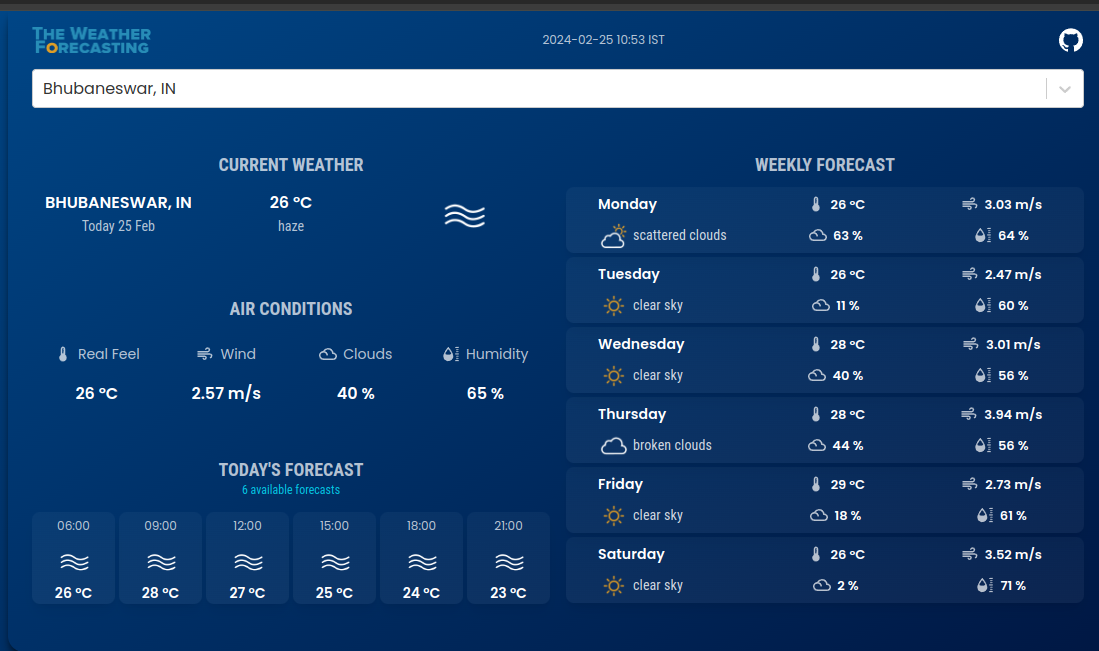 THE WEATHER
FORECASTING
2024-02-25 10:53 IST
Bhubaneswar, IN
CURRENT WEATHER
BHUBANESWAR, IN
26 °C
Today 25 Feb
haze
AIR CONDITIONS
Real Feel
Wind
Clouds
Humidity
26 °C
2.57 m/s
40 %
65 %
TODAY'S FORECAST
6 available forecasts
06:00
09:00
12:00
15:00
18:00
21:00
26 °C
28 °C
27 °C
25 °C
24 °C
23 °C
WEEKLY FORECAST
Monday
26 °C
3.03 m/s
scattered clouds
63 %
64 %
Tuesday
26 °C
2.47 m/s
clear sky
11 %
60 %
Wednesday
28 °C
3.01 m/s
clear sky
40 %
56 %
Thursday
28 °C
3.94 m/s
broken clouds
44 %
56 %
Friday
29 °C
2.73 m/s
clear sky
18 %
61 %
Saturday
26 °C
3.52 m/s
clear sky
2 %
71 %